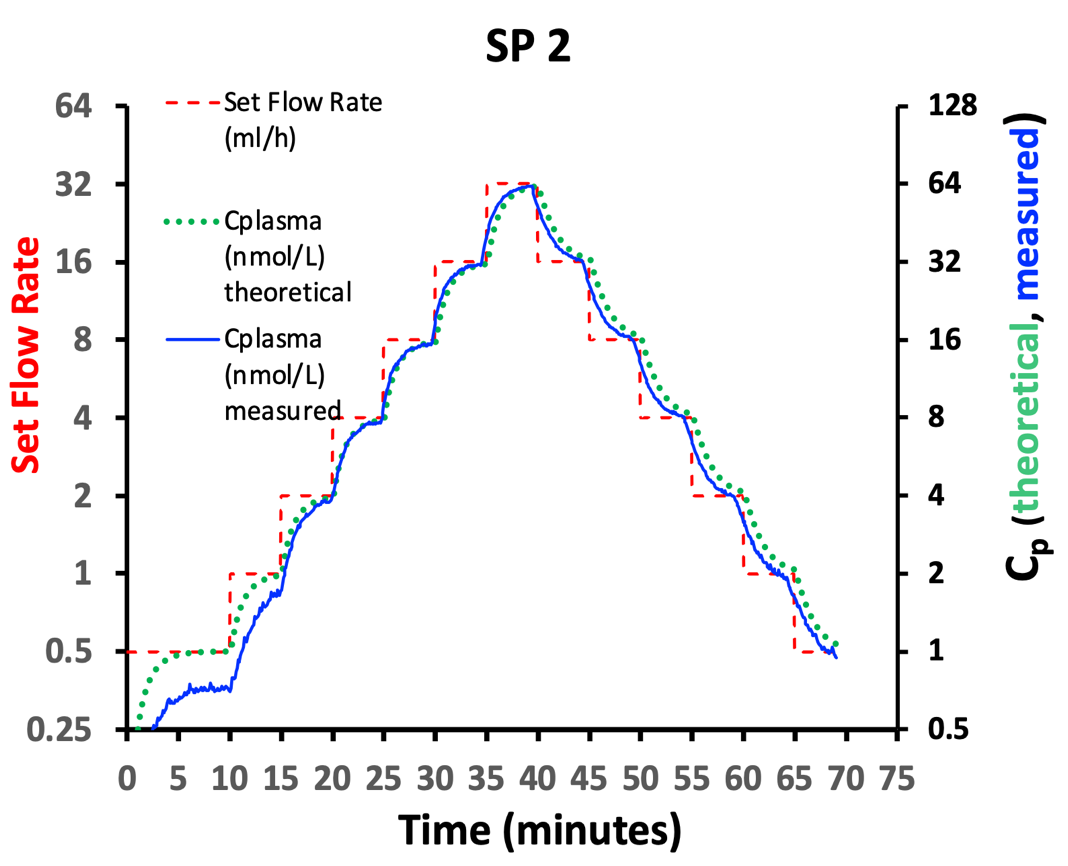 SP 2
Set Flow Rate
(ml/h)
Cplasma
(nmol/L)
theoretical
Cplasma
(nmol/L)
measured
Set Flow Rate
64
32
16
8
4
2
1
0.5
0.25
128
64
32
16
8
4
2
1
0.5
Cp (theoretical, measured)
0 5 10 15 20 25 30 35 40 45 50 55 60 65 70 75
Time (minutes)